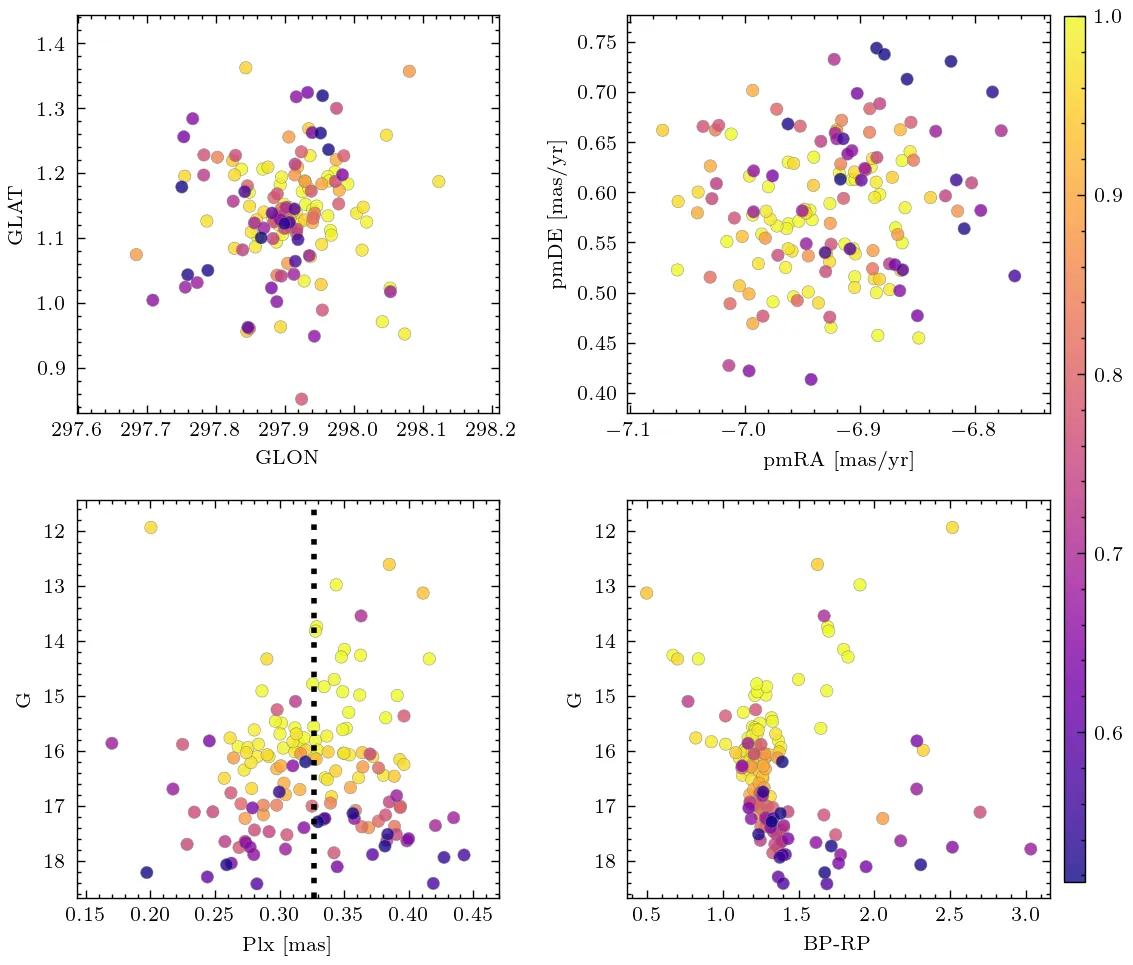 1.4
1.3
1.2
1.1
1.0
0.9
GLAT
297.6 297.7 297.8 297.9 298.0 298.1 298.2
GLON
0.75
0.70
0.65
0.60
0.55
0.50
0.45
0.40
pmDE [mas/yr]
−7.1 −7.0 −6.9 −6.8
pmRA [mas/yr]
1.0
0.9
0.8
0.7
0.6
12
13
14
15
16
17
18
G
0.15 0.20 0.25 0.30 0.35 0.40 0.45
Plx [mas]
12
13
14
15
16
17
18
G
0.5 1.0 1.5 2.0 2.5 3.0
BP-RP